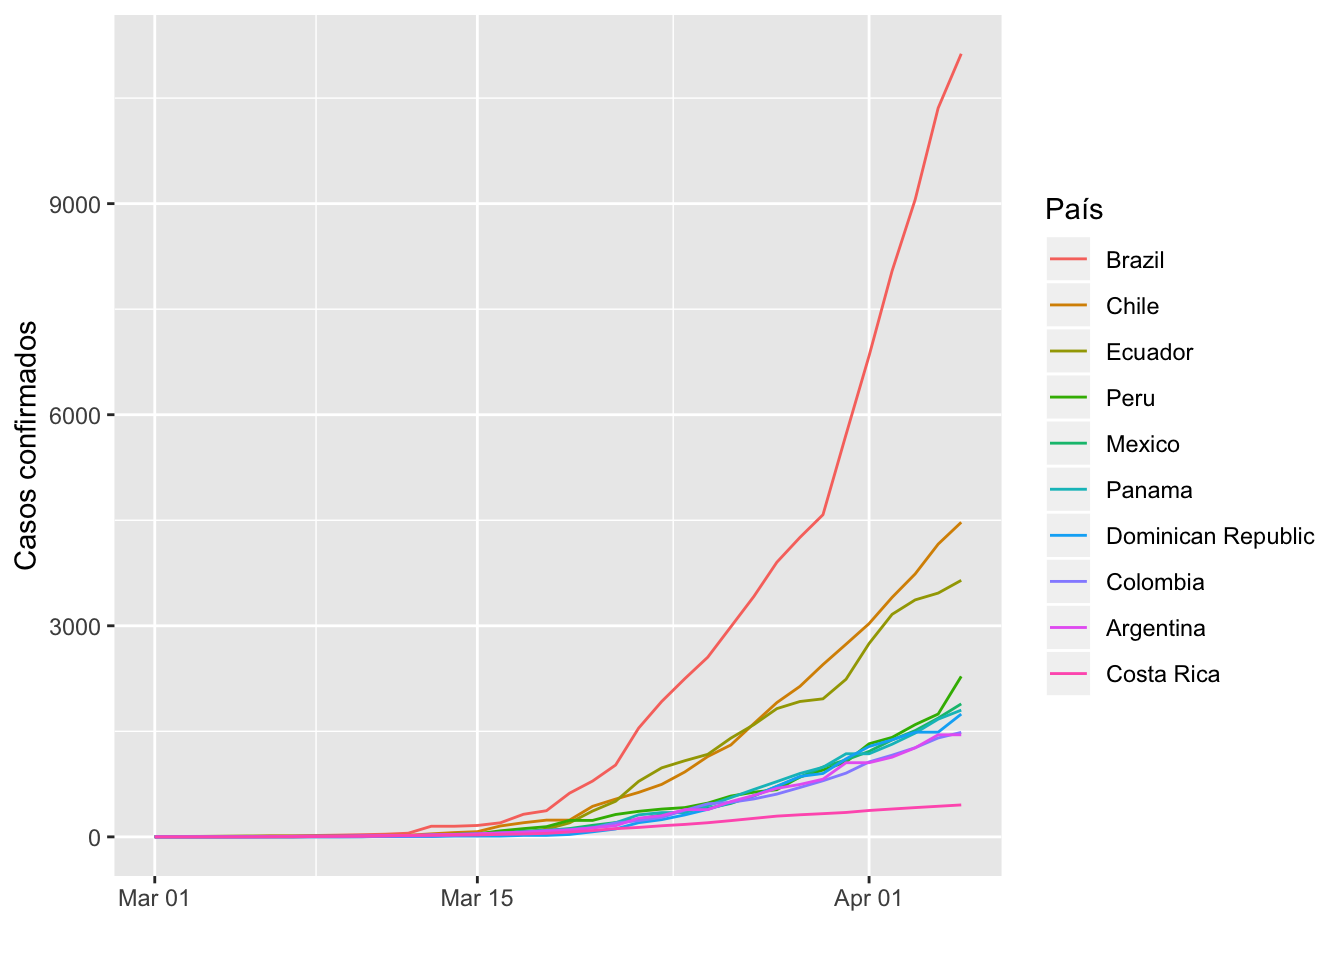 Casos confirmados
9000
6000
3000
0
Mar 01
Mar 15
Apr 01
País
Brazil
Chile
Ecuador
Peru
Mexico
Panama
Dominican Republic
Colombia
Argentina
Costa Rica